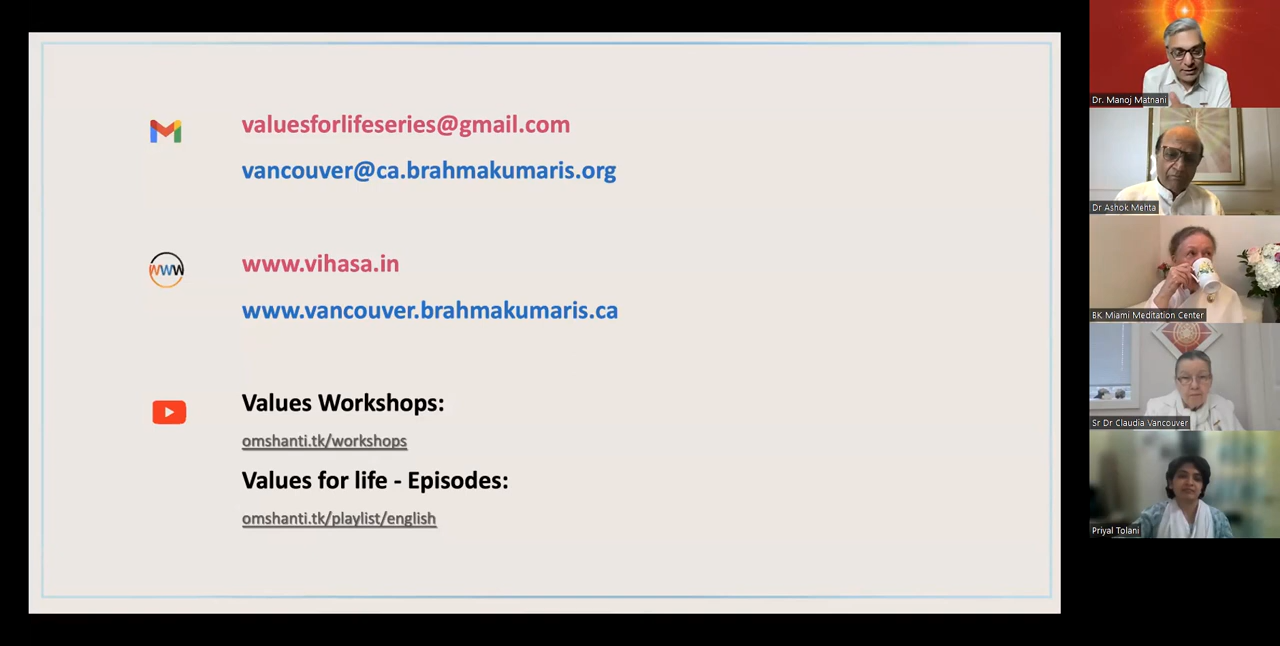 valuesforlifeseries@gmail.com
vancouver@ca.brahmakumaris.org
www
www.vihasa.in
www.vancouver.brahmakumaris.ca
Values Workshops:
omshanti.tk/workshops
Values for life - Episodes:
omshanti.tk/playlist/english
Dr. Manoj Matnani
Dr Ashok Mehta
BK Miami Meditation Center
Sr Dr Claudia Vancouver
Priyal Tolani